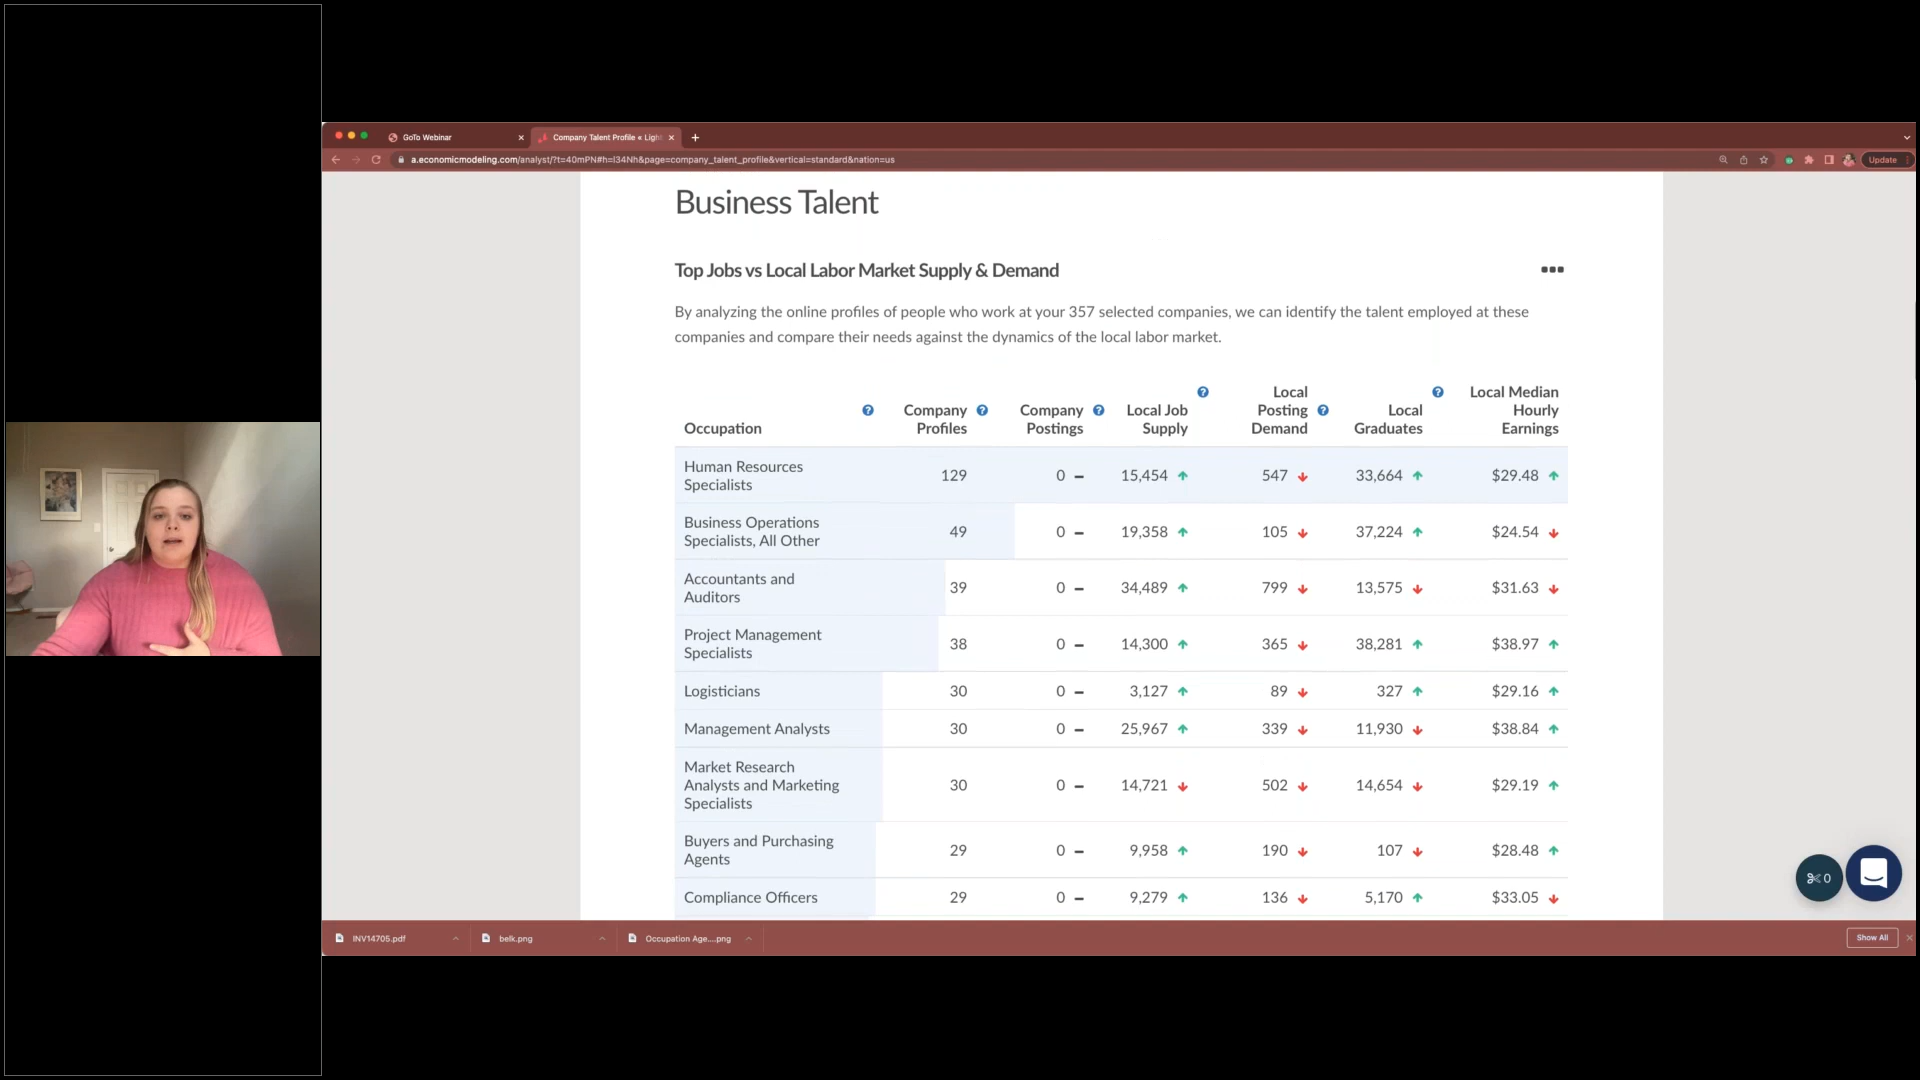 GoTo Webinar
Company Talent Profile « Ligh
a.economicmodeling.com/analyst/?t=40mPN#h=I34Nh&page=company_talent_profile&vertical=standard&nation=us
Update
Business Talent
Top Jobs vs Local Labor Market Supply & Demand
By analyzing the online profiles of people who work at your 357 selected companies, we can identify the talent employed at these
companies and compare their needs against the dynamics of the local labor market.
Occupation
Company
Profiles
Company
Postings
Local Job
Supply
Local
Posting
Demand
Local
Graduates
Local Median
Hourly
Earnings
Human Resources
Specialists
129 0 – 15,454 547 33,664 $29.48
Business Operations
Specialists, All Other
49 0 – 19,358 105 37,224 $24.54
Accountants and
Auditors
39 0 – 34,489 799 13,575 $31.63
Project Management
Specialists
38 0 – 14,300 365 38,281 $38.97
Logisticians 30 0 – 3,127 89 327 $29.16
Management Analysts 30 0 – 25,967 339 11,930 $38.84
Market Research
Analysts and Marketing
Specialists
30 0 – 14,721 502 14,654 $29.19
Buyers and Purchasing
Agents
29 0 – 9,958 190 107 $28.48
Compliance Officers 29 0 – 9,279 136 5,170 $33.05
0
INV14705.pdf
belk.png
Occupation Age....png
Show All